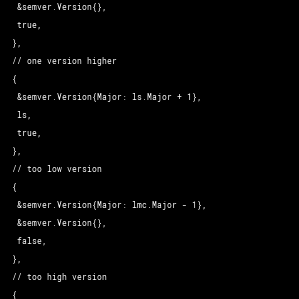 &semver.Version{},
true,
},
// one version higher
{
&semver.Version{Major: ls.Major + 1},
ls,
true,
},
// too low version
{
&semver.Version{Major: lmc.Major - 1},
&semver.Version{},
false,
},
// too high version
{